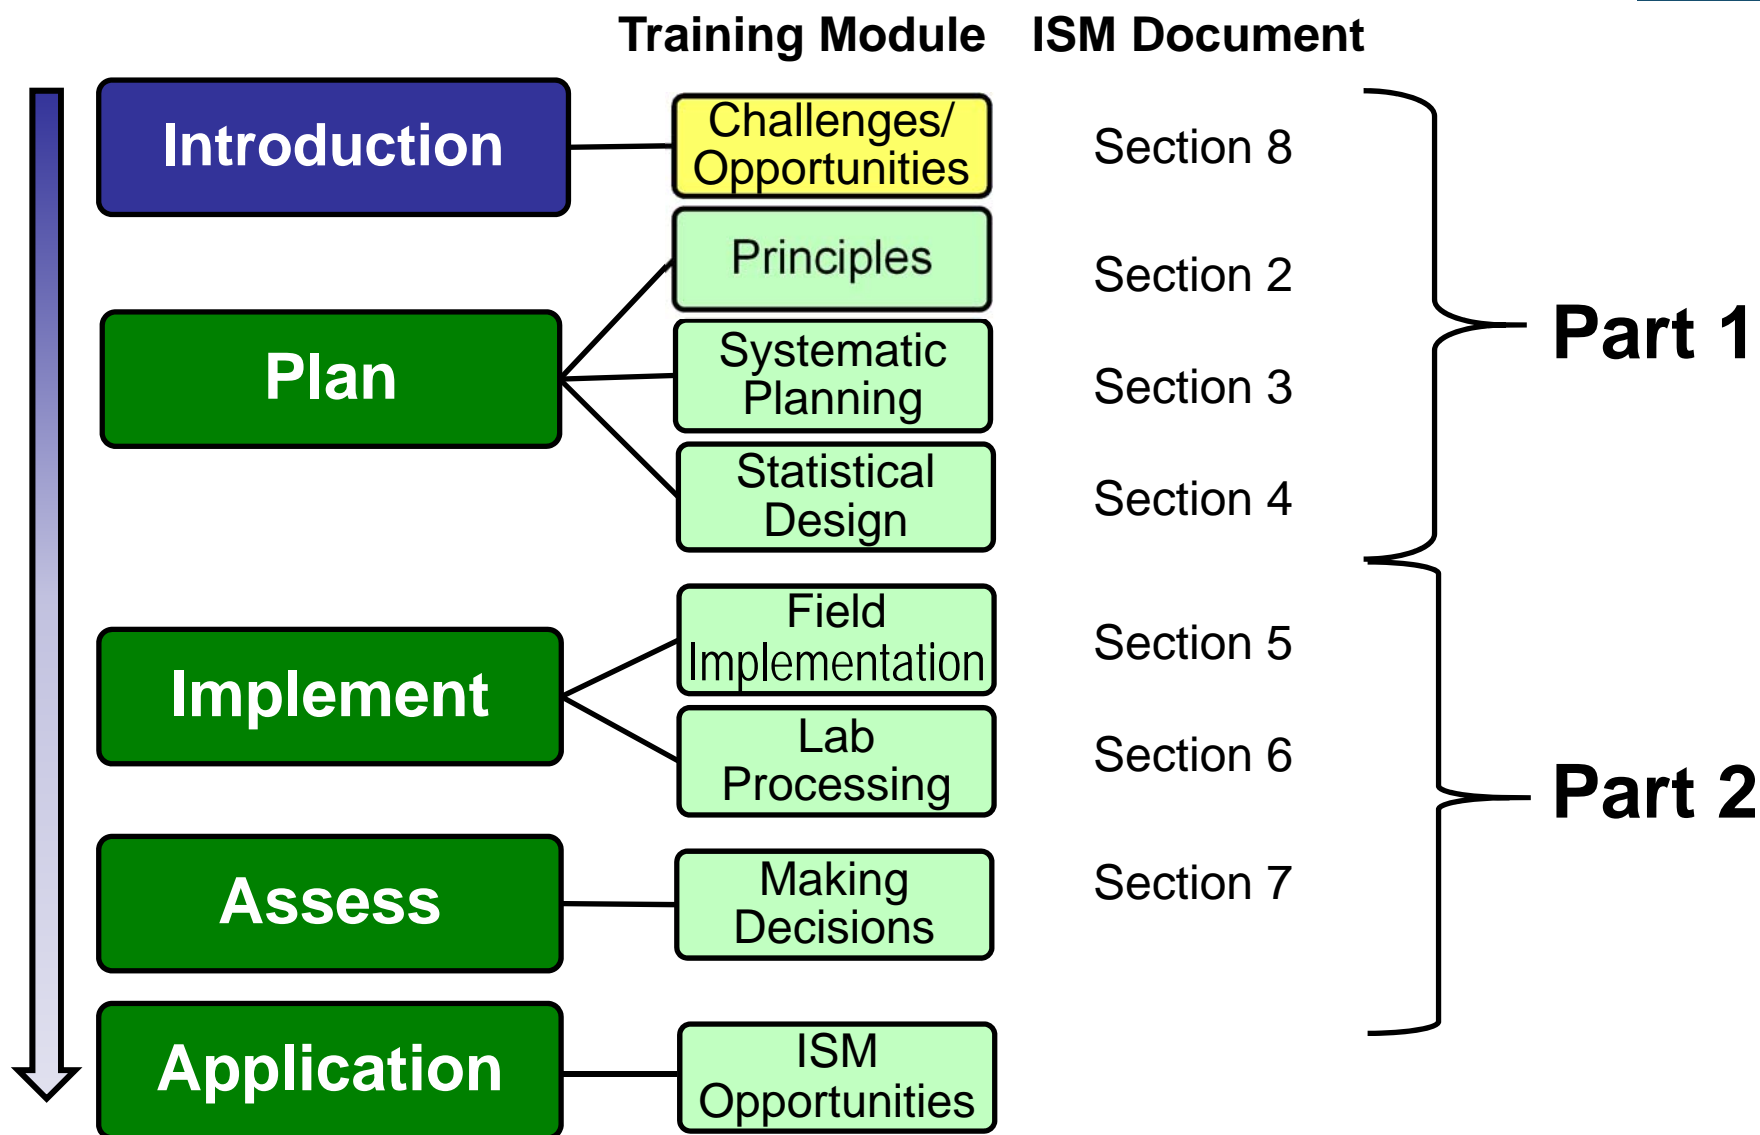 Training Module ISM Document
Introduction
Challenges/
Opportunities
Section 8
Principles
Section 2
Plan
Systematic
Planning
Section 3
Statistical
Design
Section 4
Part 1
Implement
Field
Implementation
Section 5
Lab
Processing
Section 6
Part 2
Assess
Making
Decisions
Section 7
Application
ISM
Opportunities